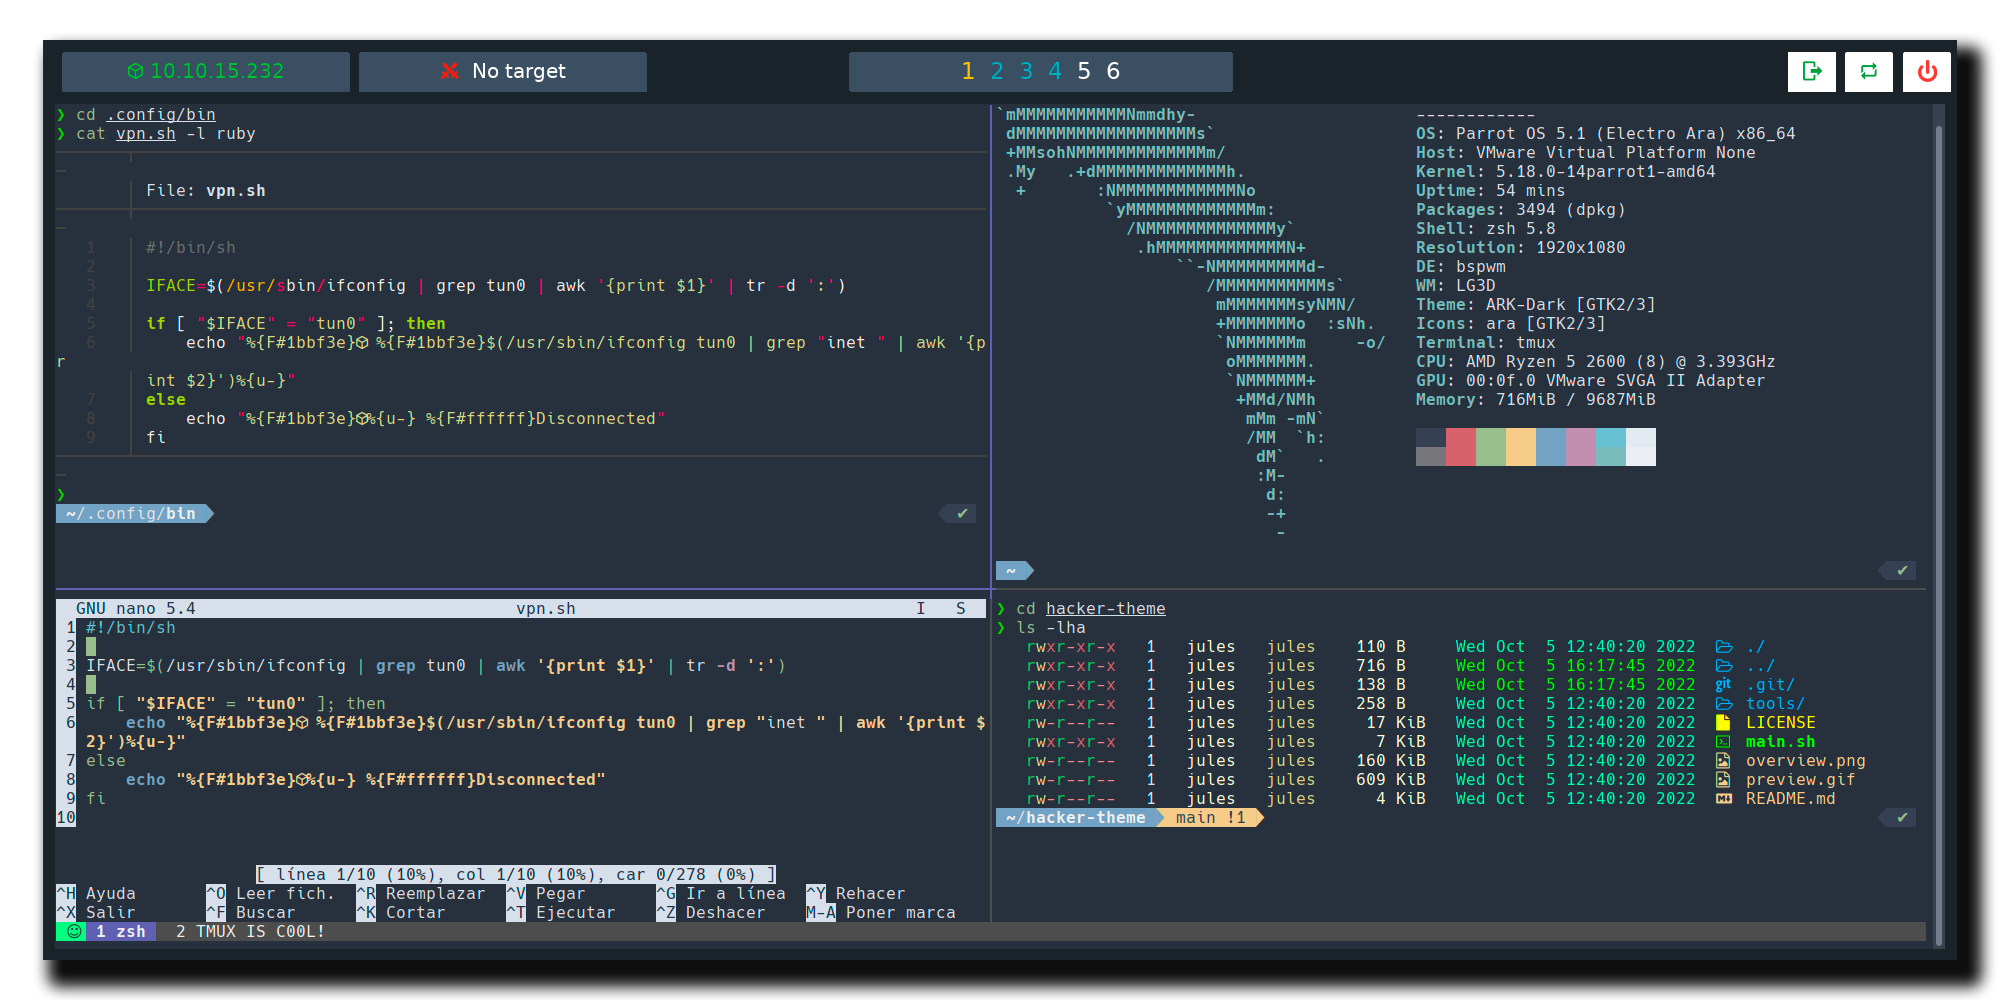 10.10.15.232
No target
1 2 3 4 5 6
❯ cd .config/bin
❯ cat vpn.sh -l ruby
File: vpn.sh
1 #!/bin/sh
2
3 IFACE=$(/usr/sbin/ifconfig | grep tun0 | awk '{print $1}' | tr -d ':')
4
5 if [ "$IFACE" = "tun0" ]; then
6 echo "%{F#1bbf3e} %{F#1bbf3e}$(/usr/sbin/ifconfig tun0 | grep "inet " | awk '{p
r
int $2}')%{u-}"
7 else
8 echo "%{F#1bbf3e}%{u-} %{F#ffffff}Disconnected"
9 fi
❯
~/.config/bin ✔
`mMMMMMMMMMMMNmmdhy-
dMMMMMMMMMMMMMMMMMMs`
+MMsohNMMMMMMMMMMMMMm/
.My   .+dMMMMMMMMMMMMMh.
+       :NMMMMMMMMMMMMNo
`yMMMMMMMMMMMMMm:
/NMMMMMMMMMMMMMy`
.hMMMMMMMMMMMMMN+
``-NMMMMMMMMMd-
/MMMMMMMMMMMs`
mMMMMMMMsyNMN/
+MMMMMMMo  :sNh.
`NMMMMMMm     -o/
oMMMMMMM.
`NMMMMMM+
+MMd/NMh
mMm -mN`
/MM  `h:
dM`   .
:M-
d:
-+
-
------------
OS: Parrot OS 5.1 (Electro Ara) x86_64
Host: VMware Virtual Platform None
Kernel: 5.18.0-14parrot1-amd64
Uptime: 54 mins
Packages: 3494 (dpkg)
Shell: zsh 5.8
Resolution: 1920x1080
DE: bspwm
WM: LG3D
Theme: ARK-Dark [GTK2/3]
Icons: ara [GTK2/3]
Terminal: tmux
CPU: AMD Ryzen 5 2600 (8) @ 3.393GHz
GPU: 00:0f.0 VMware SVGA II Adapter
Memory: 716MiB / 9687MiB
~ ✔
GNU nano 5.4 vpn.sh I S
1 #!/bin/sh
2
3 IFACE=$(/usr/sbin/ifconfig | grep tun0 | awk '{print $1}' | tr -d ':')
4
5 if [ "$IFACE" = "tun0" ]; then
6 echo "%{F#1bbf3e} %{F#1bbf3e}$(/usr/sbin/ifconfig tun0 | grep "inet " | awk '{print $
2}')%{u-}"
7 else
8 echo "%{F#1bbf3e}%{u-} %{F#ffffff}Disconnected"
9 fi
10
[ línea 1/10 (10%), col 1/10 (10%), car 0/278 (0%) ]
^H Ayuda ^O Leer fich. ^R Reemplazar ^V Pegar ^G Ir a línea ^Y Rehacer
^X Salir ^F Buscar ^K Cortar ^T Ejecutar ^Z Deshacer M-A Poner marca
❯ cd hacker-theme
❯ ls -lha
rwxr-xr-x 1 jules jules 110 B Wed Oct 5 12:40:20 2022 ./
rwxr-xr-x 1 jules jules 716 B Wed Oct 5 16:17:45 2022 ../
rwxr-xr-x 1 jules jules 138 B Wed Oct 5 16:17:45 2022 git .git/
rwxr-xr-x 1 jules jules 258 B Wed Oct 5 12:40:20 2022 tools/
rw-r--r-- 1 jules jules 17 KiB Wed Oct 5 12:40:20 2022 LICENSE
rwxr-xr-x 1 jules jules 7 KiB Wed Oct 5 12:40:20 2022 main.sh
rw-r--r-- 1 jules jules 160 KiB Wed Oct 5 12:40:20 2022 overview.png
rw-r--r-- 1 jules jules 609 KiB Wed Oct 5 12:40:20 2022 preview.gif
rw-r--r-- 1 jules jules 4 KiB Wed Oct 5 12:40:20 2022 README.md
~/hacker-theme main !1 ✔
1 zsh 2 TMUX IS C00L!